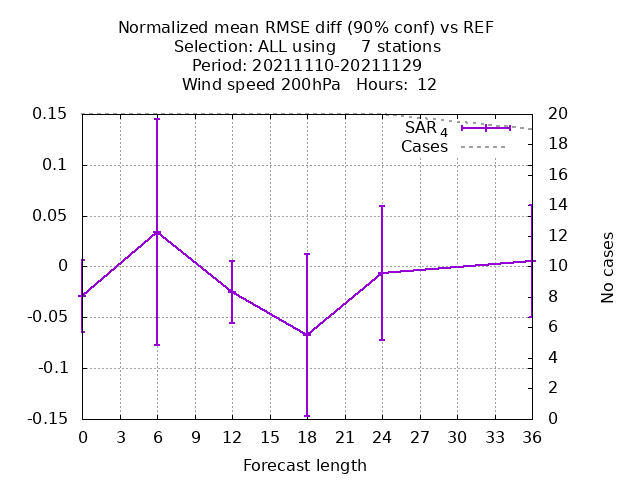 Normalized mean RMSE diff (90% conf) vs REF
Selection: ALL using     7 stations
Period: 20211110-20211129
Wind speed 200hPa   Hours:  12
0.15
0.1
0.05
0
-0.05
-0.1
-0.15
20
18
16
14
12
10
8
6
4
2
0
No cases
SAR 4
Cases
0 3 6 9 12 15 18 21 24 27 30 33 36
Forecast length